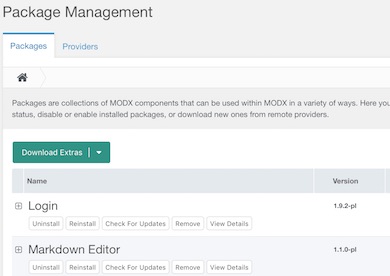 Package Management
Packages
Providers
Packages are collections of MODX components that can be used within MODX in a variety of ways. Here you
status, disable or enable installed packages, or download new ones from remote providers.
Download Extras
Name Version
Login 1.9.2-pl
Uninstall Reinstall Check For Updates Remove View Details
Markdown Editor 1.1.0-pl
Uninstall Reinstall Check For Updates Remove View Details